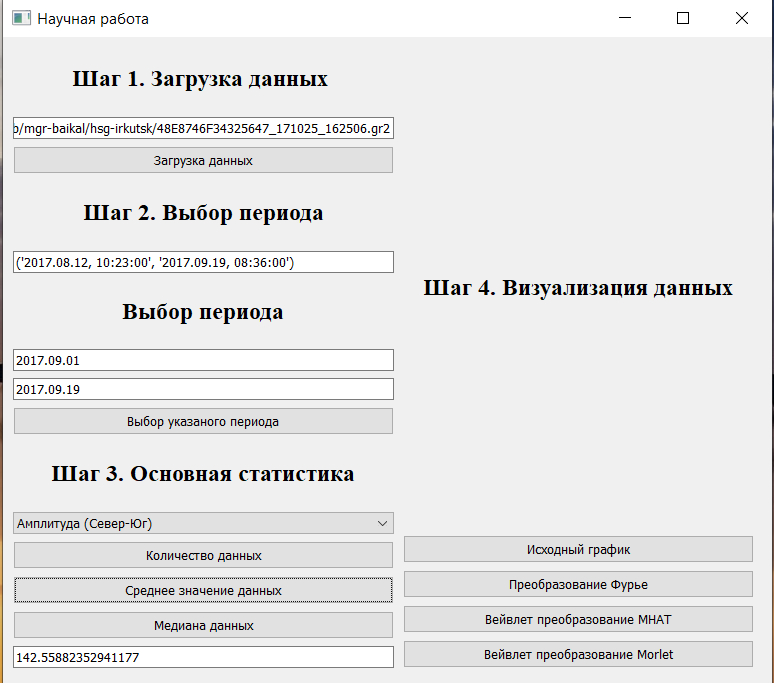 Научная работа
Шаг 1. Загрузка данных
b/mgr-baikal/hsg-irkutsk/48E8746F34325647_171025_162506.gr2
Загрузка данных
Шаг 2. Выбор периода
('2017.08.12, 10:23:00', '2017.09.19, 08:36:00')
Выбор периода
2017.09.01
2017.09.19
Выбор указаного периода
Шаг 3. Основная статистика
Амплитуда (Север-Юг)
Количество данных
Среднее значение данных
Медиана данных
142.55882352941177
Шаг 4. Визуализация данных
Исходный график
Преобразование Фурье
Вейвлет преобразование MHAT
Вейвлет преобразование Morlet